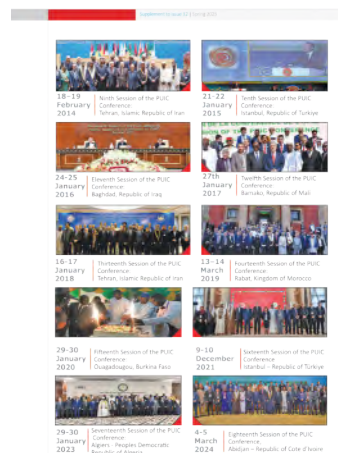 18-19
February
2014
Ninth Session of the PUIC
Conference
Tehran, Islamic Republic of Iran
21-22
January
2015
Tenth Session of the PUIC
Conference
Istanbul, Republic of Turkiye
24-25
January
2016
Eleventh Session of the PUIC
Conference
Baghdad, Republic of Iraq
27th
January
2017
Twelfth Session of the PUIC
Conference
Bamako, Republic of Mali
16-17
January
2018
Thirteenth Session of the PUIC
Conference
Tehran, Islamic Republic of Iran
13-14
March
2019
Fourteenth Session of the PUIC
Conference
Rabat, Kingdom of Morocco
29-30
January
2020
Fifteenth Session of the PUIC
Conference
Ouagadougou, Burkina Faso
9-10
December
2021
Sixteenth Session of the PUIC
Conference
Istanbul - Republic of Türkiye
29-30
January
2023
Seventeenth Session of the PUIC
Conference
Algiers - Peoples Democratic
Republic of Algeria
4-5
March
2024
Eighteenth Session of the PUIC
Conference,
Abidjan - Republic of Cote d'Ivoire